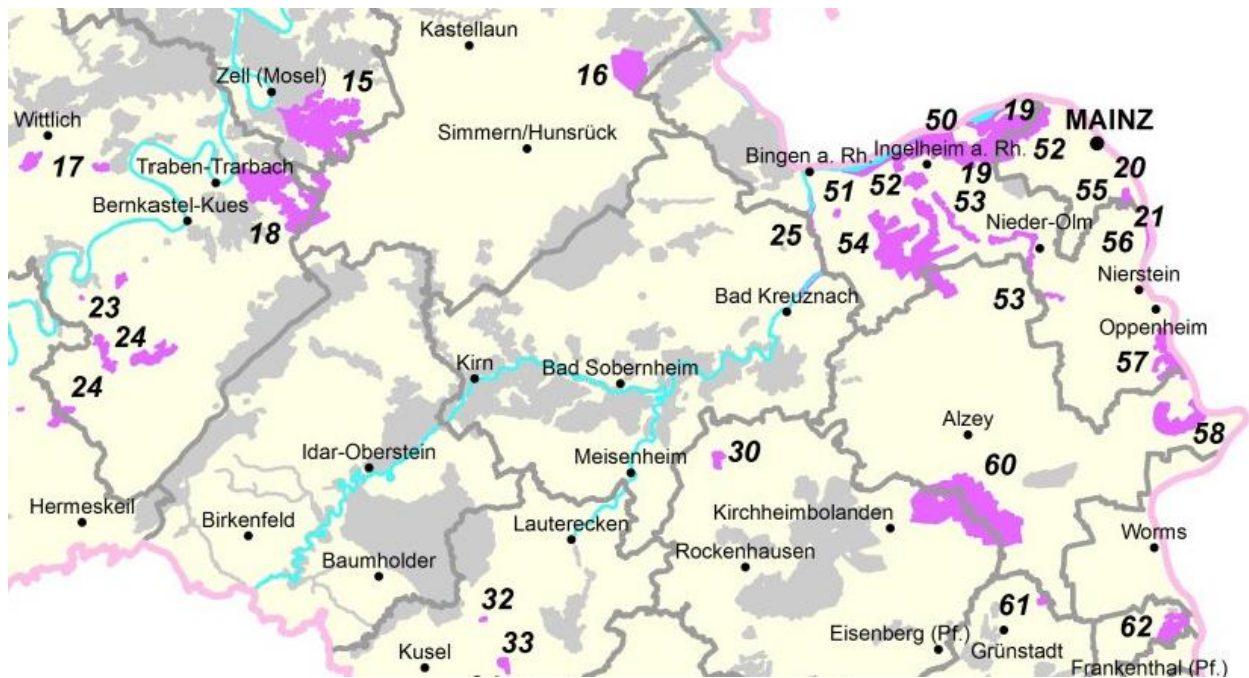 Kastellaun
16
15
Zell (Mosel)
19
50
MAINZ
Wittlich
Simmern/Hunsrück
Ingelheim a. Rh.
52
17
Traben-Trarbach
Bingen a. Rh.
20
51
52
19
55
53
Bernkastel-Kues
18
25
54
Nieder-Olm
21
56
Nierstein
23
Bad Kreuznach
53
Oppenheim
24
57
24
Kirn
Bad Sobernheim
Alzey
58
Idar-Oberstein
Meisenheim
30
60
Hermeskeil
Birkenfeld
Lauterecken
Kirchheimbolanden
Worms
Baumholder
Rockenhausen
32
61
62
33
Eisenberg (Pf.)
Grünstadt
Kusel
Frankenthal (Pf.)